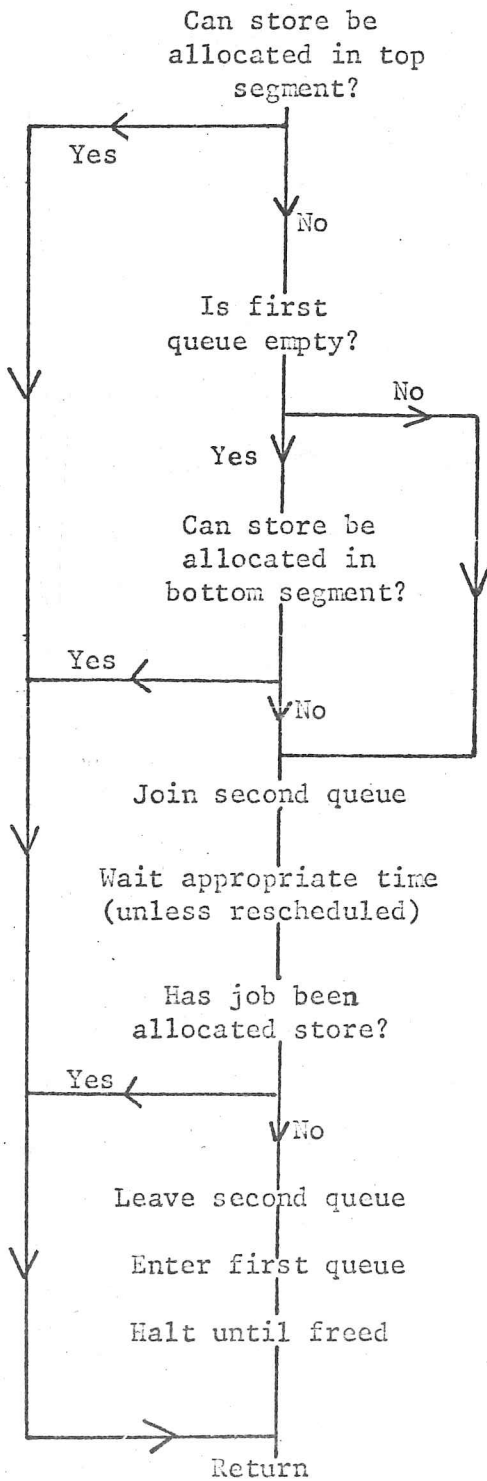 Can store be
allocated in top
segment?
Yes
No
Is first
queue empty?
No
Yes
Can store be
allocated in
bottom segment?
Yes
No
Join second queue
Wait appropriate time
(unless rescheduled)
Has job been
allocated store?
Yes
No
Leave second queue
Enter first queue
Halt until freed
Return